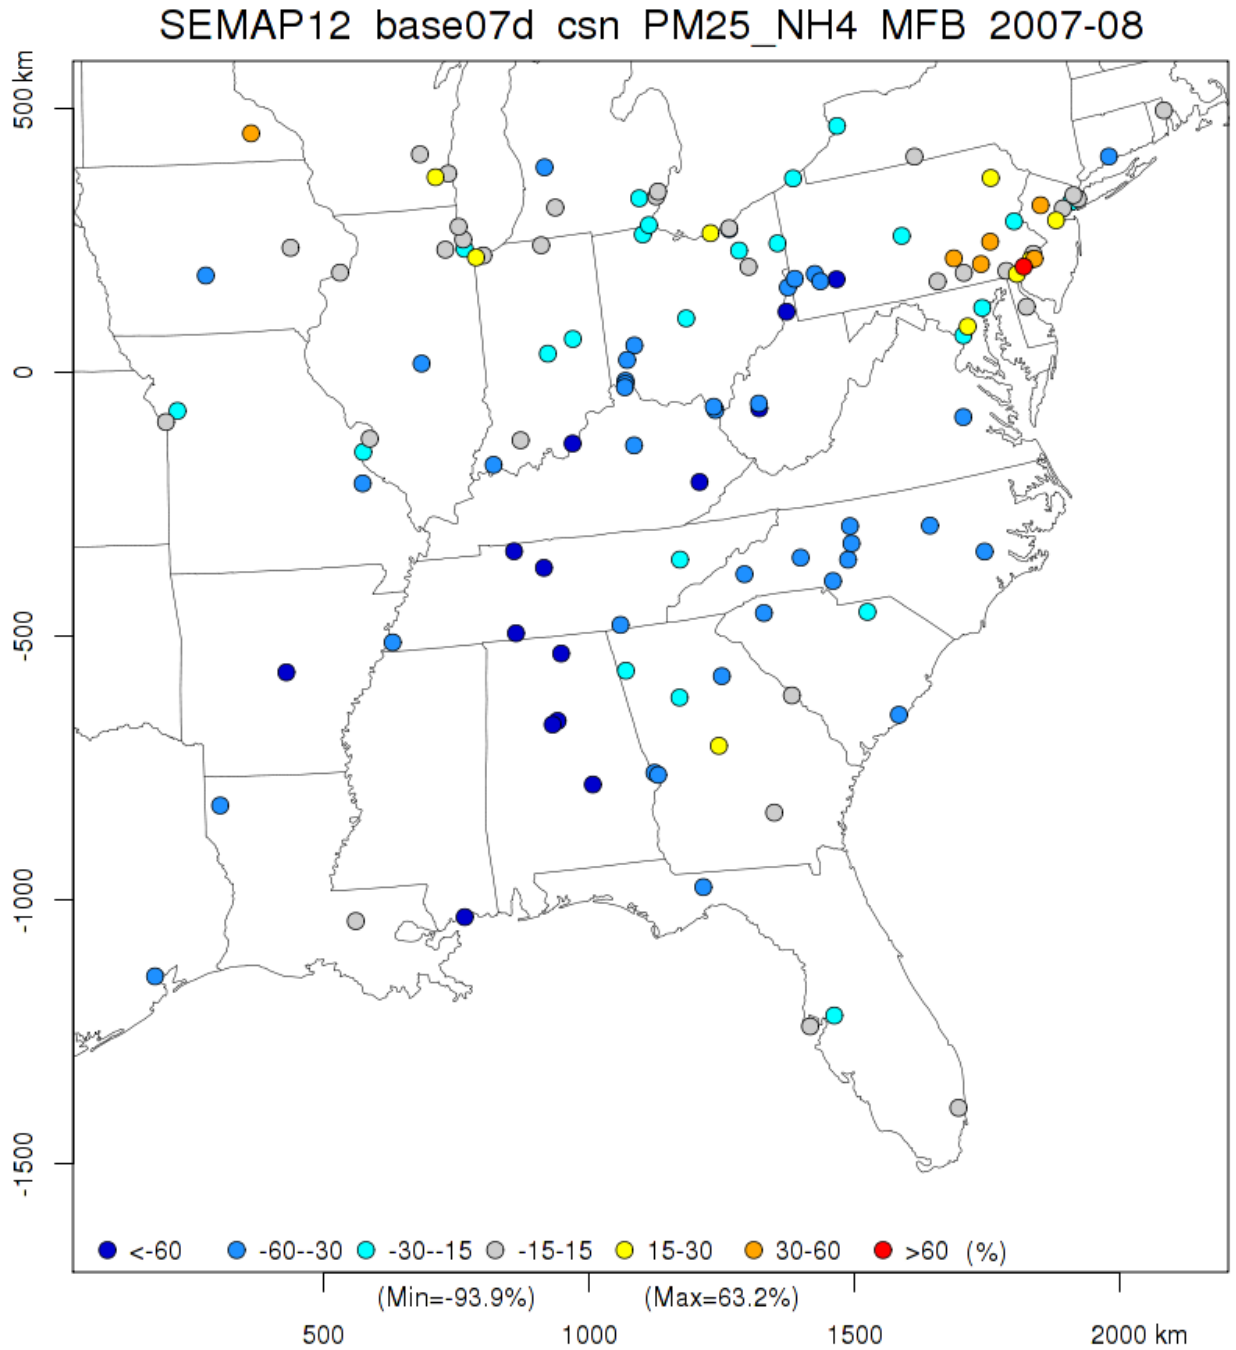 SEMAP12 base07d csn PM25_NH4 MFB 2007-08
500 km
0
-500
-1000
-1500
<-60 -60--30 -30--15 -15-15 15-30 30-60 >60 (%)
(Min=-93.9%) (Max=63.2%)
500 1000 1500 2000 km